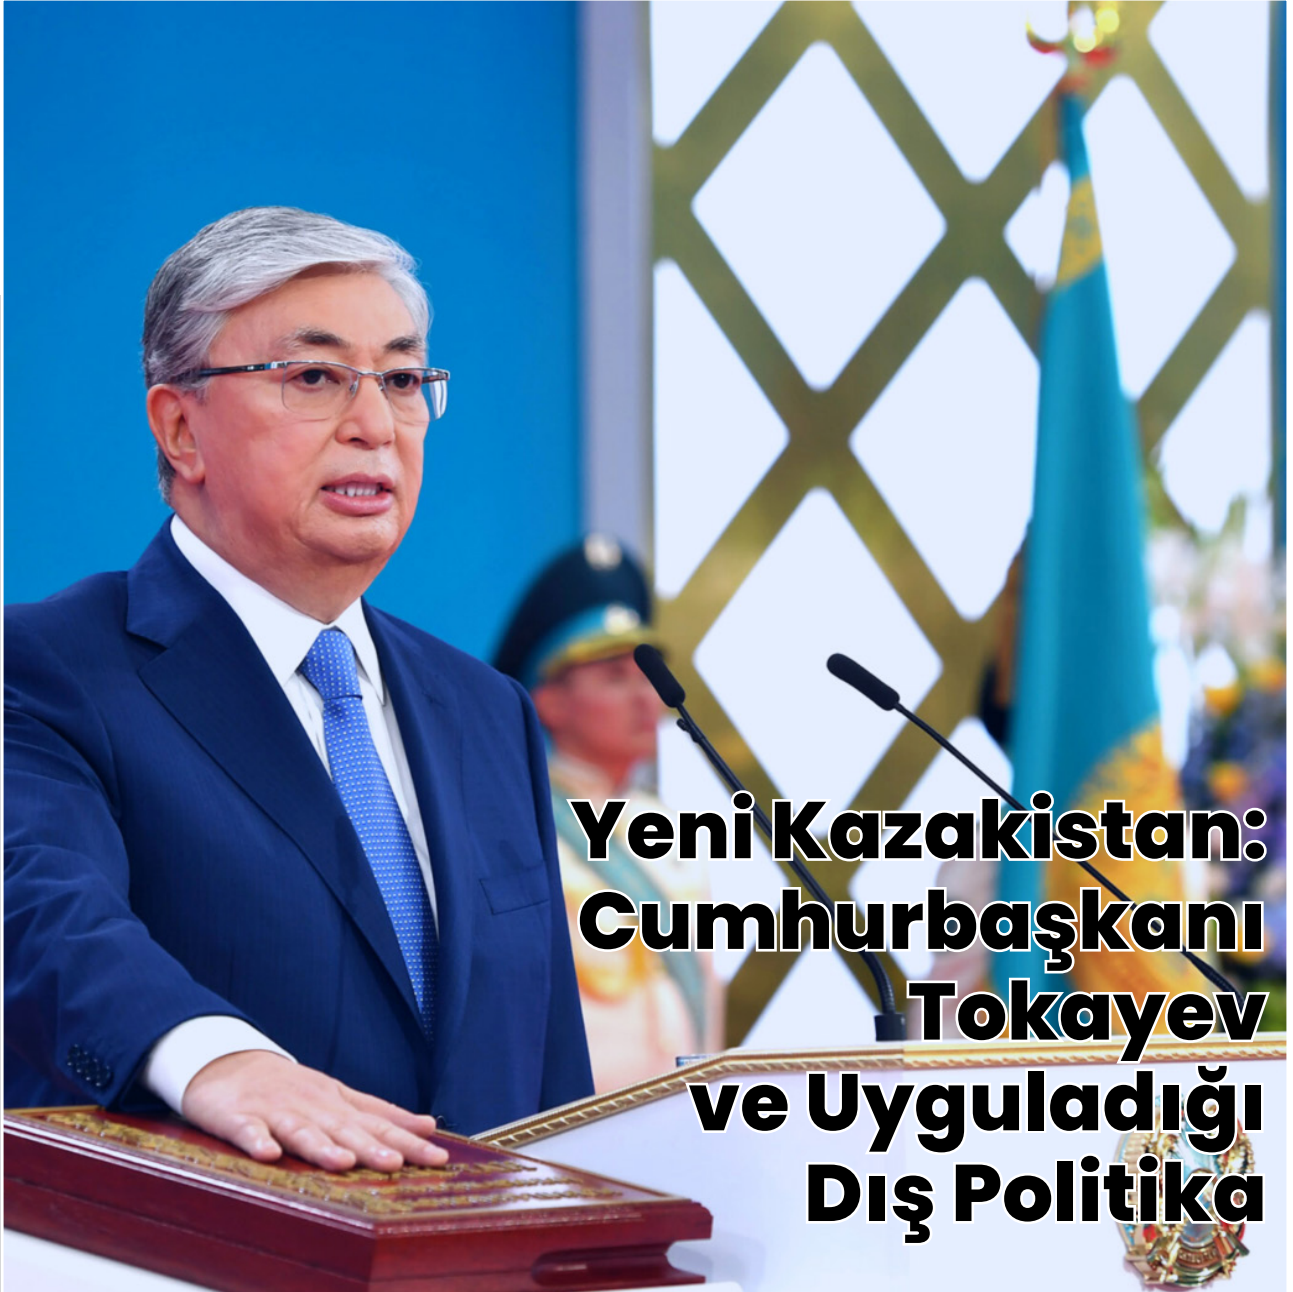 Yeni Kazakistan:
Cumhurbaşkanı
Tokayev
ve Uyguladığı
Dış Politika